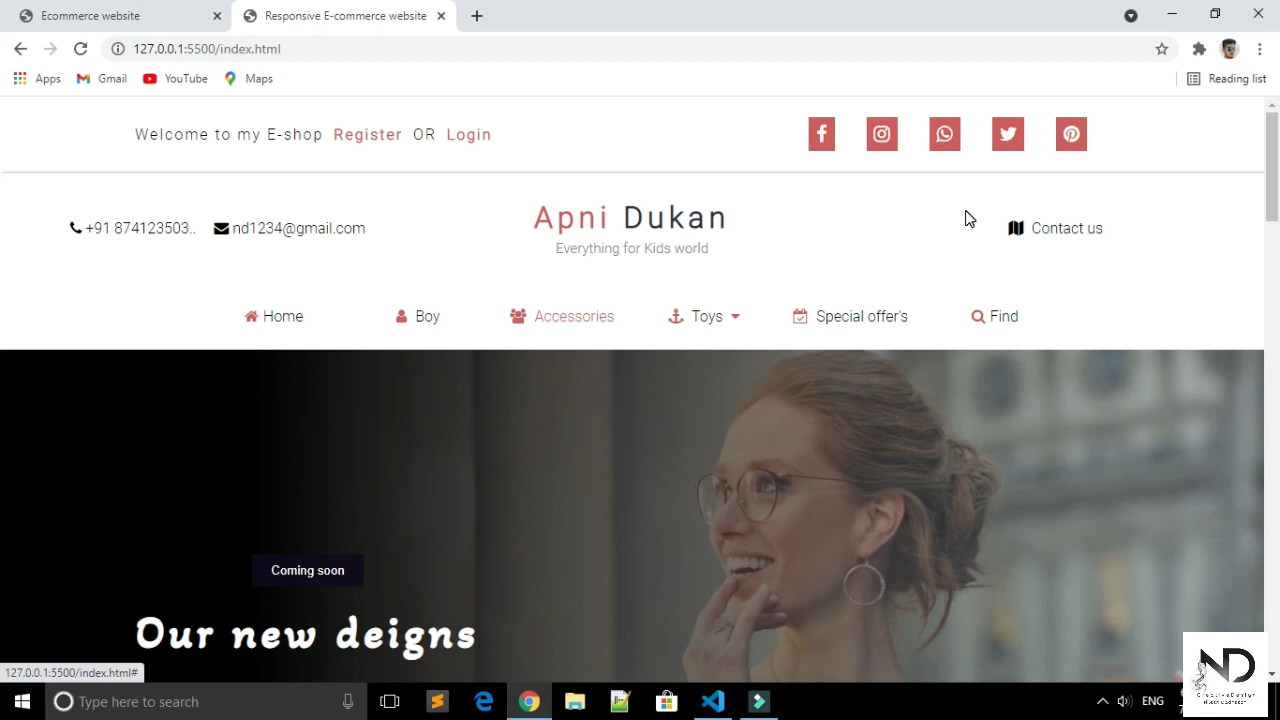 Ecommerce website
Responsive E-commerce website
127.0.0.1:5500/index.html
Apps Gmail YouTube Maps Reading list
Welcome to my E-shop Register OR Login
+91 874123503.. nd1234@gmail.com
Apni Dukan
Everything for Kids world
Contact us
Home Boy Accessories Toys Special offer's Find
Coming soon
Our new deigns
127.0.0.1:5500/index.html#
ND
CreativeDesign
Type here to search
ENG